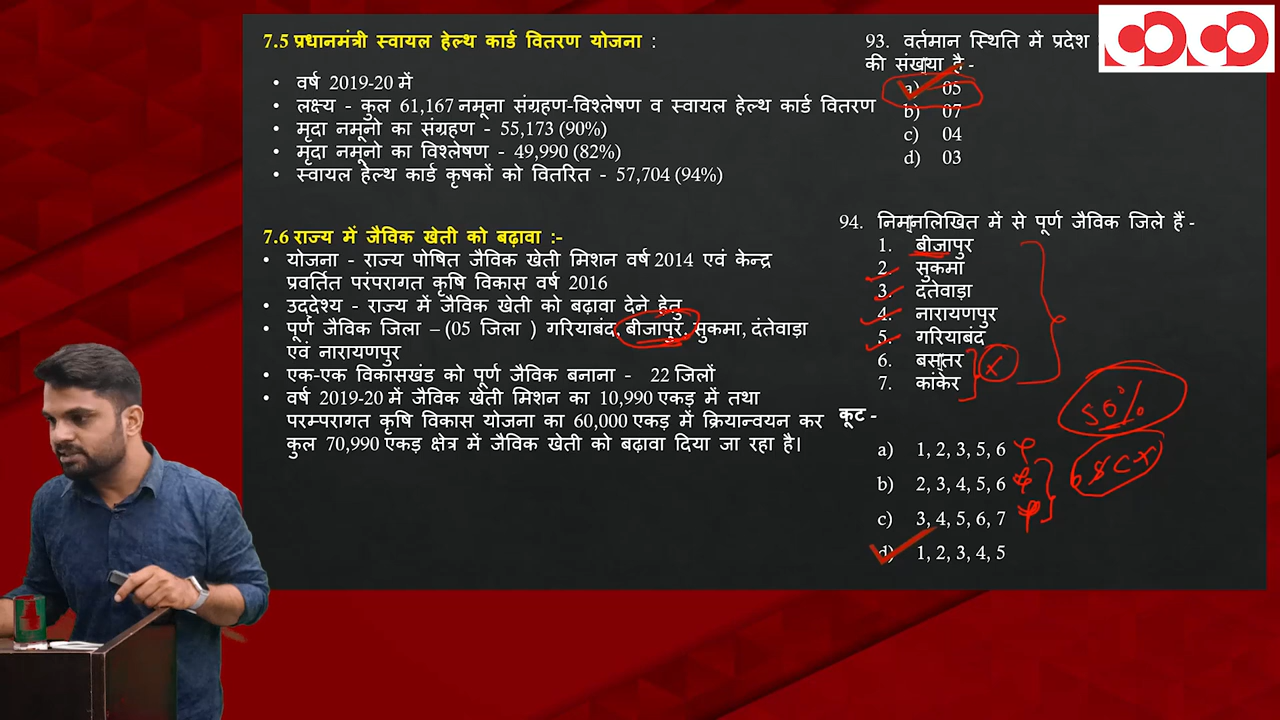 7.5 प्रधानमंत्री स्वायल हेल्थ कार्ड वितरण योजना :
• वर्ष 2019-20 में
• लक्ष्य - कुल 61,167 नमूना संग्रहण-विश्लेषण व स्वायल हेल्थ कार्ड वितरण
• मृदा नमूनो का संग्रहण - 55,173 (90%)
• मृदा नमूनो का विश्लेषण - 49,990 (82%)
• स्वायल हेल्थ कार्ड कृषकों को वितरित - 57,704 (94%)
7.6 राज्य में जैविक खेती को बढ़ावा :-
• योजना - राज्य पोषित जैविक खेती मिशन वर्ष 2014 एवं केन्द्र
प्रवर्तित परंपरागत कृषि विकास वर्ष 2016
• उद्देश्य - राज्य में जैविक खेती को बढ़ावा देने हेतु
• पूर्ण जैविक जिला – (05 जिला ) गरियाबंद, बीजापुर, सुकमा, दंतेवाड़ा
एवं नारायणपुर
• एक-एक विकासखंड को पूर्ण जैविक बनाना - 22 जिलों
• वर्ष 2019-20 में जैविक खेती मिशन का 10,990 एकड़ में तथा
परम्परागत कृषि विकास योजना का 60,000 एकड़ में क्रियान्वयन कर
कुल 70,990 एकड़ क्षेत्र में जैविक खेती को बढ़ावा दिया जा रहा है।
93. वर्तमान स्थिति में प्रदेश
की संख्या है -
a) 05
b) 07
c) 04
d) 03
94. निम्नलिखित में से पूर्ण जैविक जिले हैं -
1. बीजापुर
2. सुकमा
3. दंतेवाड़ा
4. नारायणपुर
5. गरियाबंद
6. बस्तर
7. कांकेर
कूट -
a) 1, 2, 3, 5, 6
b) 2, 3, 4, 5, 6
c) 3, 4, 5, 6, 7
d) 1, 2, 3, 4, 5
50%